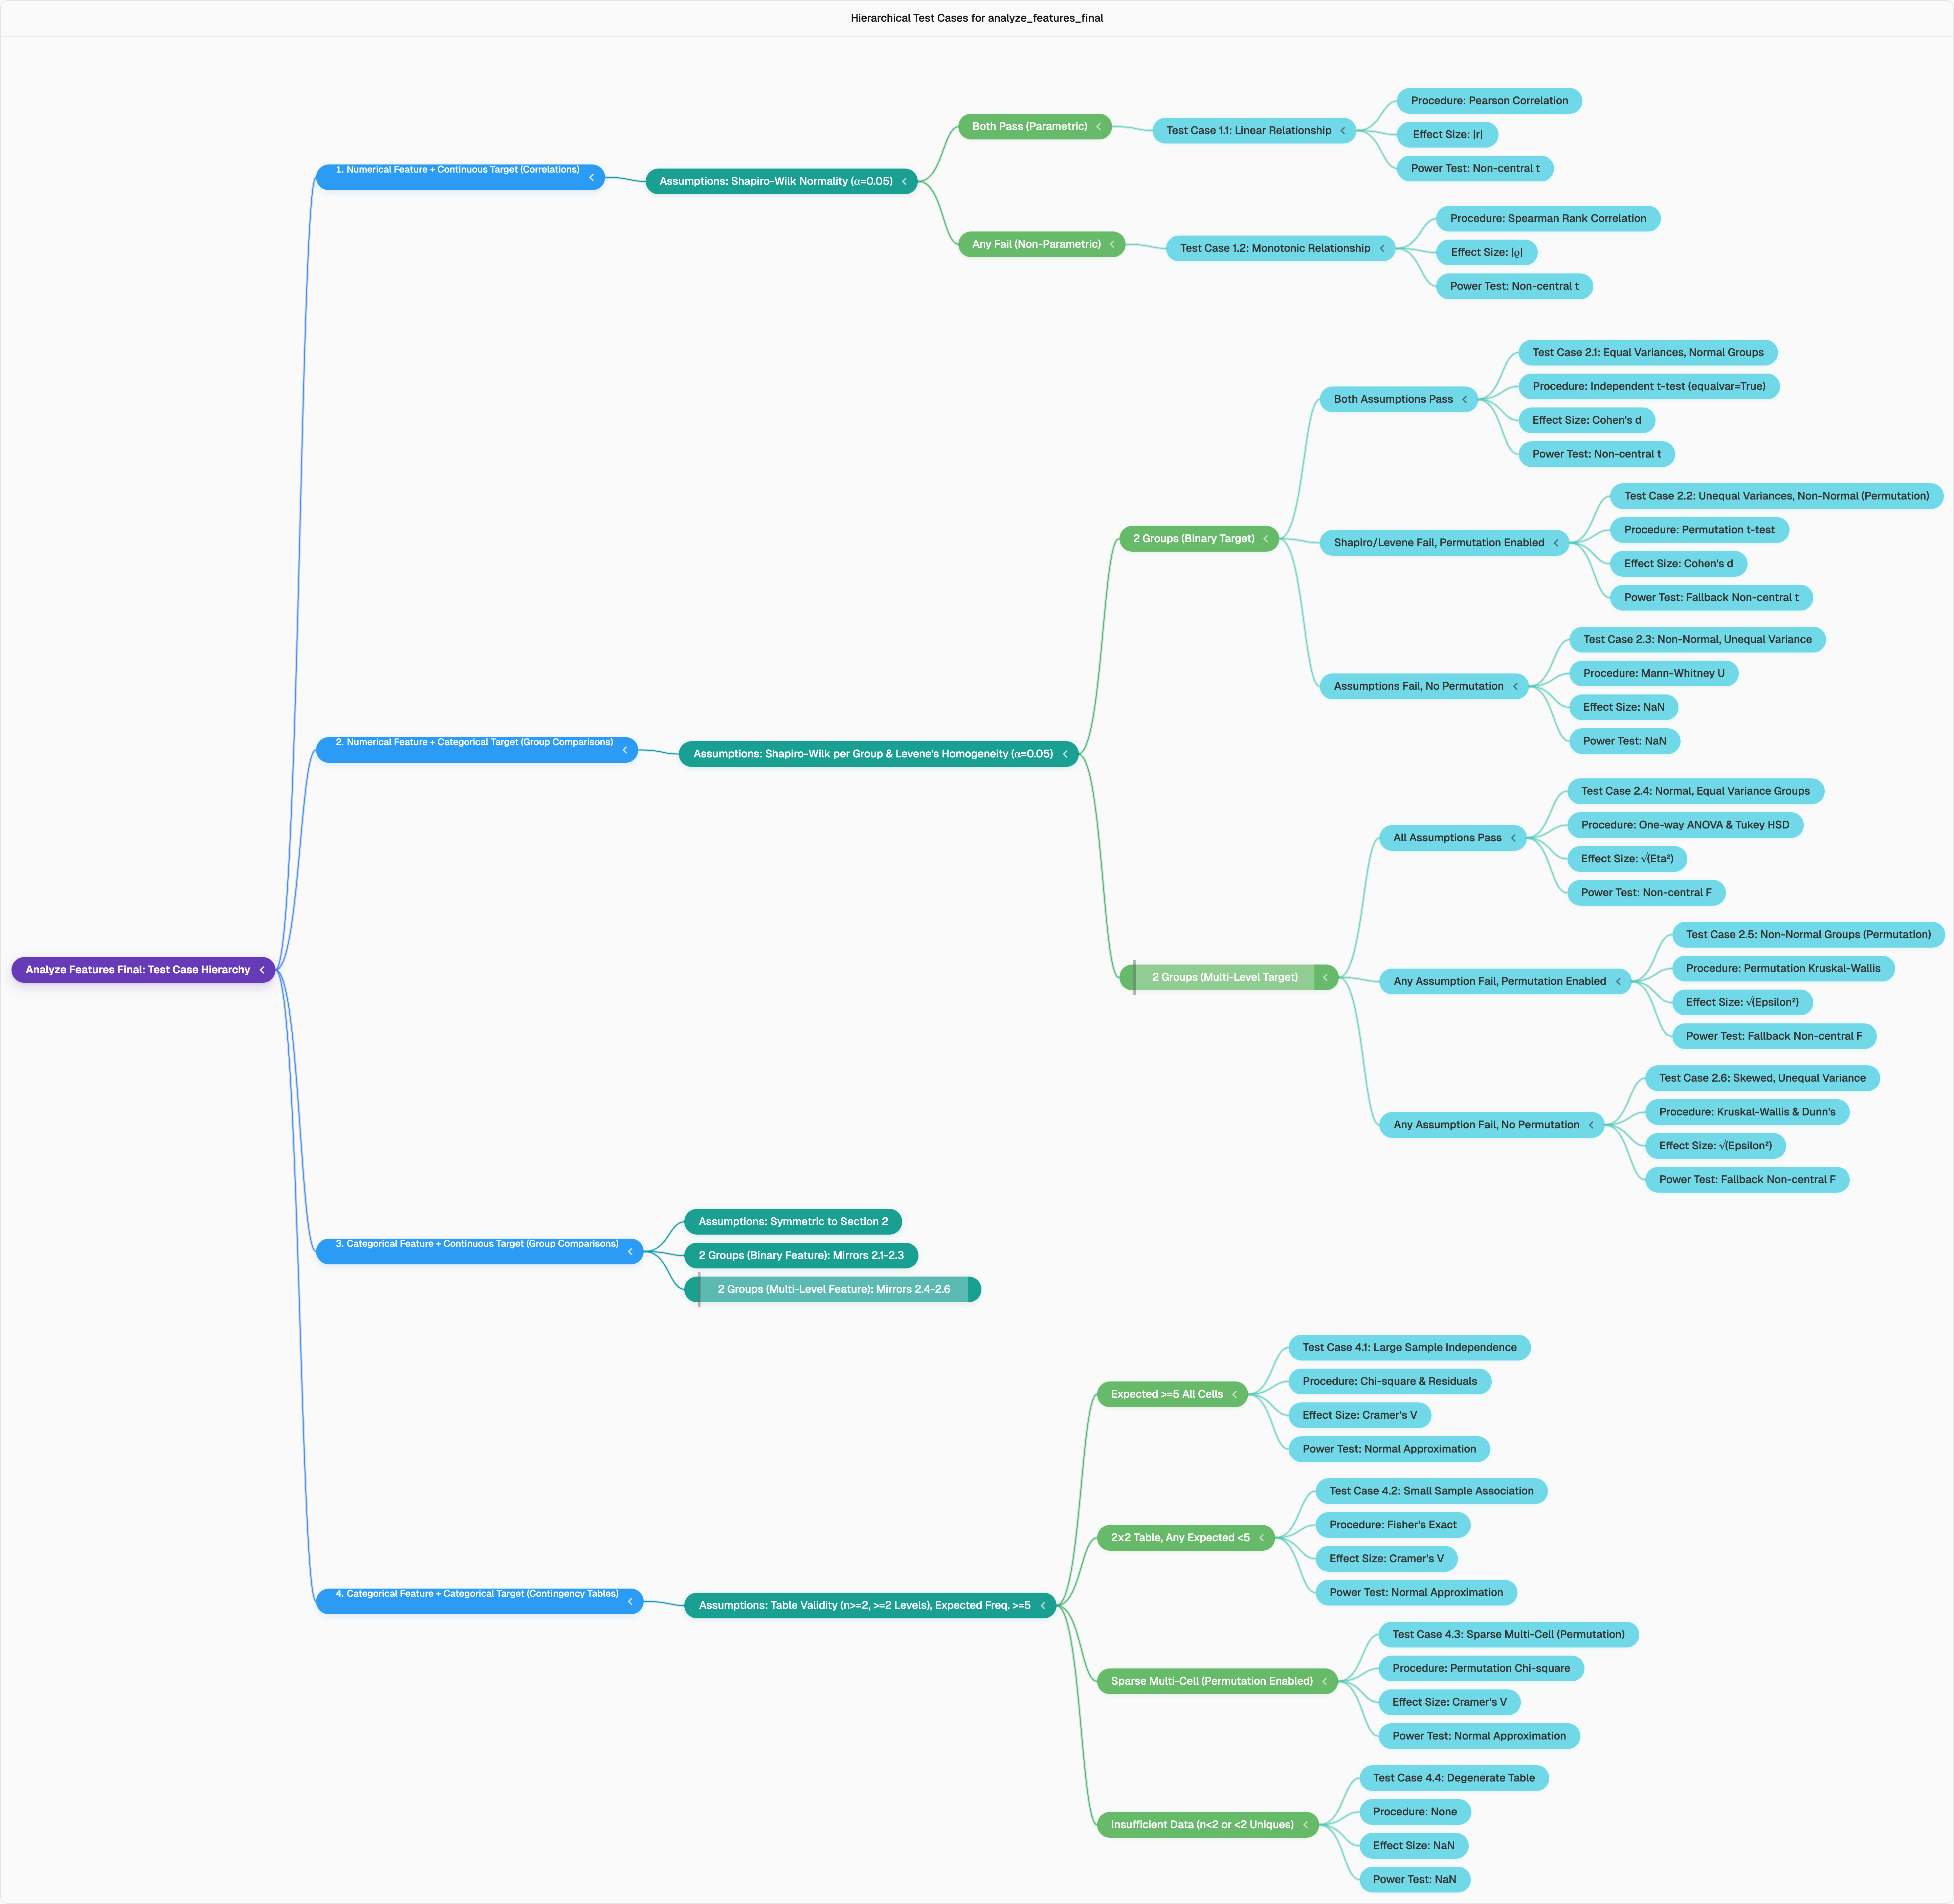 Hierarchical Test Cases for analyze_features_final
Analyze Features Final: Test Case Hierarchy
1. Numerical Feature + Continuous Target (Correlations)
Assumptions: Shapiro-Wilk Normality (α=0.05)
Both Pass (Parametric)
Test Case 1.1: Linear Relationship
Procedure: Pearson Correlation
Effect Size: |r|
Power Test: Non-central t
Any Fail (Non-Parametric)
Test Case 1.2: Monotonic Relationship
Procedure: Spearman Rank Correlation
Effect Size: |ρ|
Power Test: Non-central t
2. Numerical Feature + Categorical Target (Group Comparisons)
Assumptions: Shapiro-Wilk per Group & Levene's Homogeneity (α=0.05)
2 Groups (Binary Target)
Both Assumptions Pass
Test Case 2.1: Equal Variances, Normal Groups
Procedure: Independent t-test (equalvar=True)
Effect Size: Cohen's d
Power Test: Non-central t
Shapiro/Levene Fail, Permutation Enabled
Test Case 2.2: Unequal Variances, Non-Normal (Permutation)
Procedure: Permutation t-test
Effect Size: Cohen's d
Power Test: Fallback Non-central t
Assumptions Fail, No Permutation
Test Case 2.3: Non-Normal, Unequal Variance
Procedure: Mann-Whitney U
Effect Size: NaN
Power Test: NaN
2 Groups (Multi-Level Target)
All Assumptions Pass
Test Case 2.4: Normal, Equal Variance Groups
Procedure: One-way ANOVA & Tukey HSD
Effect Size: √(Eta²)
Power Test: Non-central F
Any Assumption Fail, Permutation Enabled
Test Case 2.5: Non-Normal Groups (Permutation)
Procedure: Permutation Kruskal-Wallis
Effect Size: √(Epsilon²)
Power Test: Fallback Non-central F
Any Assumption Fail, No Permutation
Test Case 2.6: Skewed, Unequal Variance
Procedure: Kruskal-Wallis & Dunn's
Effect Size: √(Epsilon²)
Power Test: Fallback Non-central F
3. Categorical Feature + Continuous Target (Group Comparisons)
Assumptions: Symmetric to Section 2
2 Groups (Binary Feature): Mirrors 2.1-2.3
2 Groups (Multi-Level Feature): Mirrors 2.4-2.6
4. Categorical Feature + Categorical Target (Contingency Tables)
Assumptions: Table Validity (n>=2, >=2 Levels), Expected Freq. >=5
Expected >=5 All Cells
Test Case 4.1: Large Sample Independence
Procedure: Chi-square & Residuals
Effect Size: Cramer's V
Power Test: Normal Approximation
2x2 Table, Any Expected <5
Test Case 4.2: Small Sample Association
Procedure: Fisher's Exact
Effect Size: Cramer's V
Power Test: Normal Approximation
Sparse Multi-Cell (Permutation Enabled)
Test Case 4.3: Sparse Multi-Cell (Permutation)
Procedure: Permutation Chi-square
Effect Size: Cramer's V
Power Test: Normal Approximation
Insufficient Data (n<2 or <2 Uniques)
Test Case 4.4: Degenerate Table
Procedure: None
Effect Size: NaN
Power Test: NaN